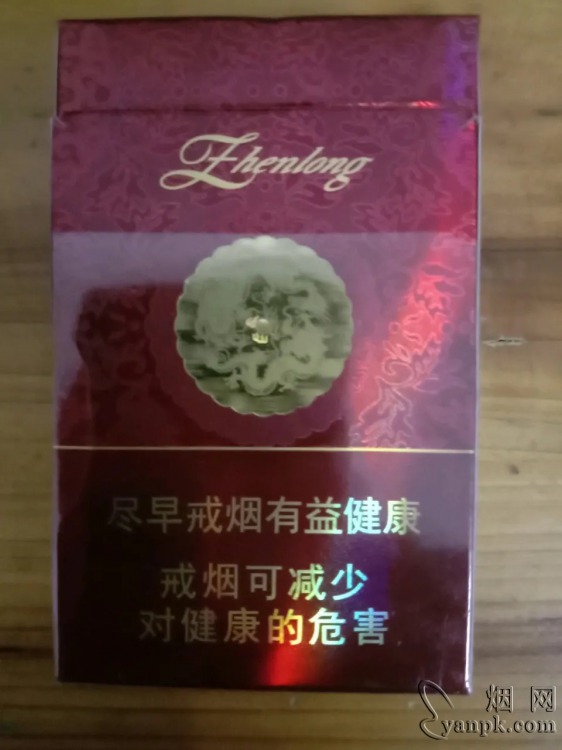 Zhenlong
尽早戒烟有益健康
戒烟可减少
对健康的危害
烟网
yanpk.com